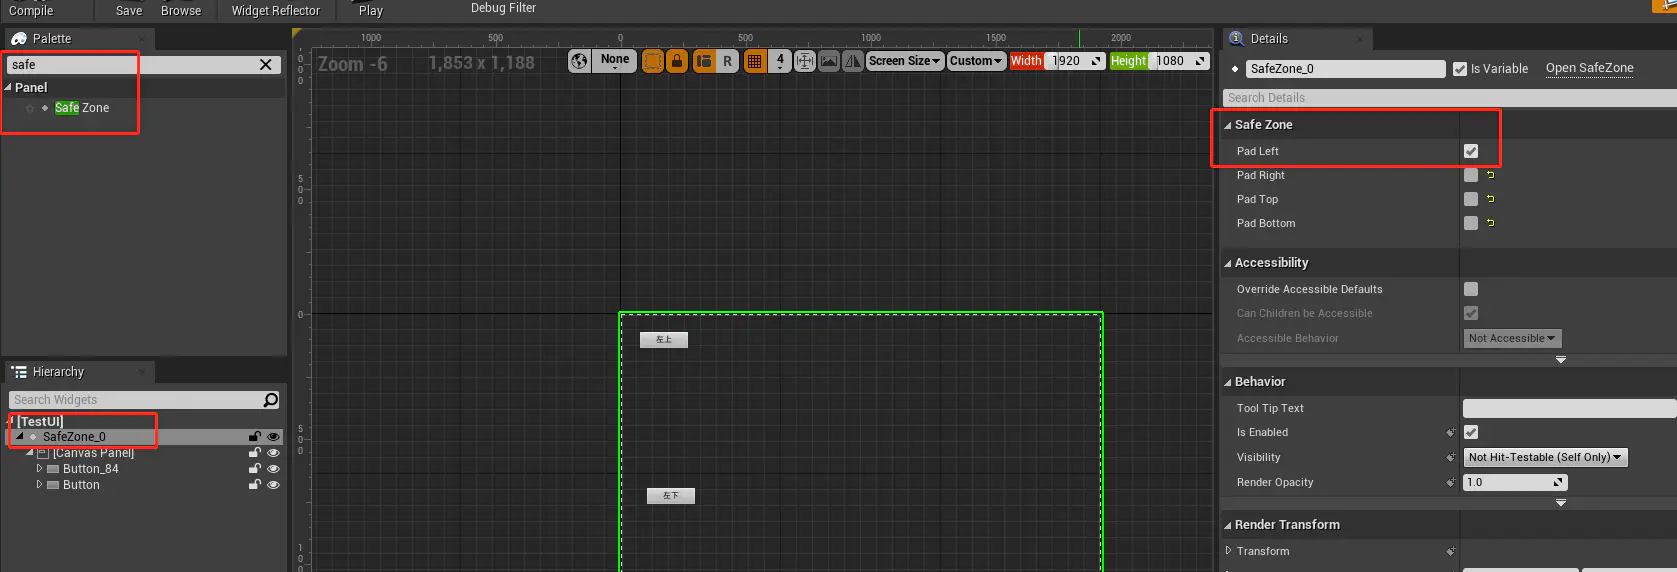 Compile Save Browse Widget Reflector Play Debug Filter
Palette
safe
Panel
Safe Zone
Hierarchy
Search Widgets
[TestUI]
SafeZone_0
[Canvas Panel]
Button_84
Button
1000 0 500 1000 1500 2000
Zoom -6 1,853 x 1,188 None R 4 Screen Size Custom Width 1920 Height 1080
0
500
左上
左下
Details
SafeZone_0 Is Variable Open SafeZone
Search Details
Safe Zone
Pad Left
Pad Right
Pad Top
Pad Bottom
Accessibility
Override Accessible Defaults
Can Children be Accessible
Accessible Behavior Not Accessible
Behavior
Tool Tip Text
Is Enabled
Visibility Not Hit-Testable (Self Only)
Render Opacity 1.0
Render Transform
Transform